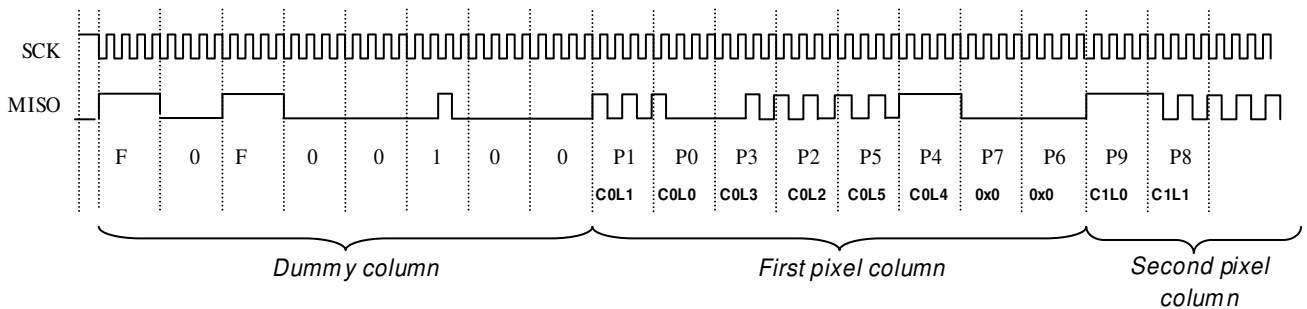 SCK
MISO
F 0 F 0 0 1 0 0 P1 P0 P3 P2 P5 P4 P7 P6 P9 P8
C0L1 C0L0 C0L3 C0L2 C0L5 C0L4 0x0 0x0 C1L0 C1L1
Dummy column First pixel column Second pixel
column